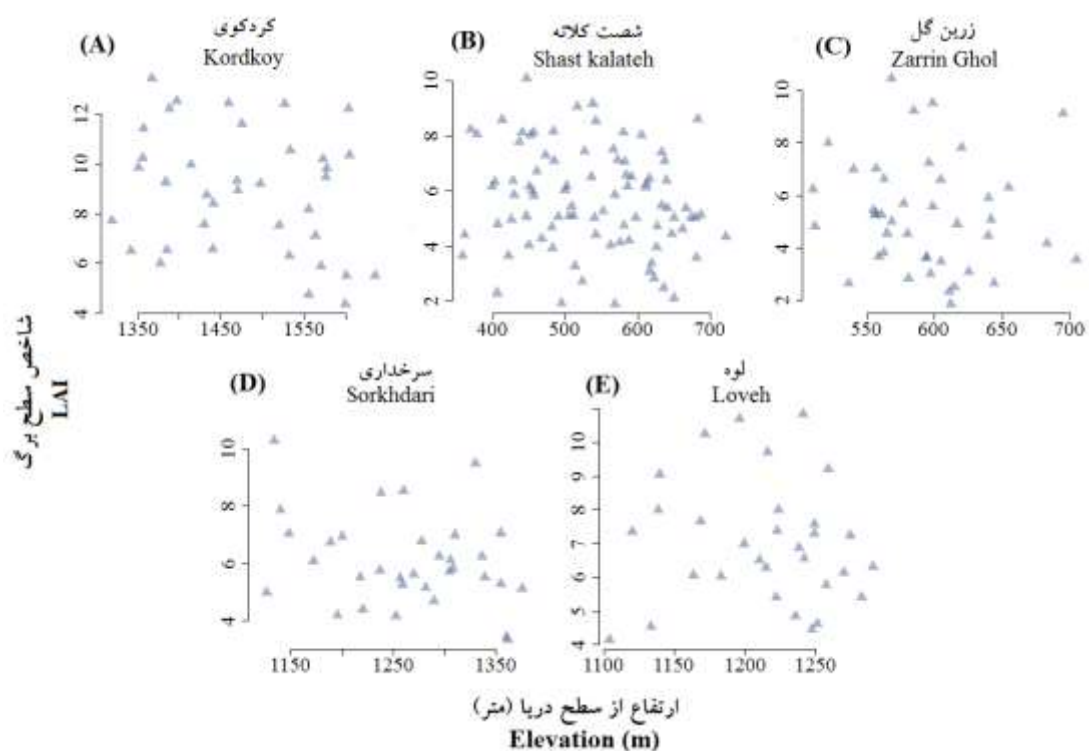 (A)
کردکوی
Kordkoy
12
10
8
6
4
1350
1450
1550
(B)
شصت کلاته
Shast kalateh
10
8
6
4
2
400
500
600
700
(C)
زرین گل
Zarrin Ghol
10
8
6
4
2
550
600
650
700
شاخص سطح برگ
LAI
(D)
سرخداری
Sorkhdari
10
8
6
4
1150
1250
1350
(E)
لوه
Loveh
10
9
8
7
6
5
4
1100
1150
1200
1250
ارتفاع از سطح دریا (متر)
Elevation (m)